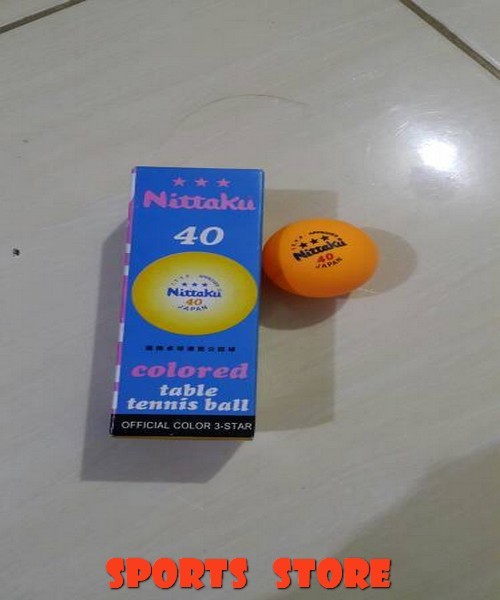 ★ ★ ★
Nittaku
40
Nittaku
40
JAPAN
colored
table
tennis ball
OFFICIAL COLOR 3-STAR
★★★
Nittaku
40
JAPAN
SPORTS STORE